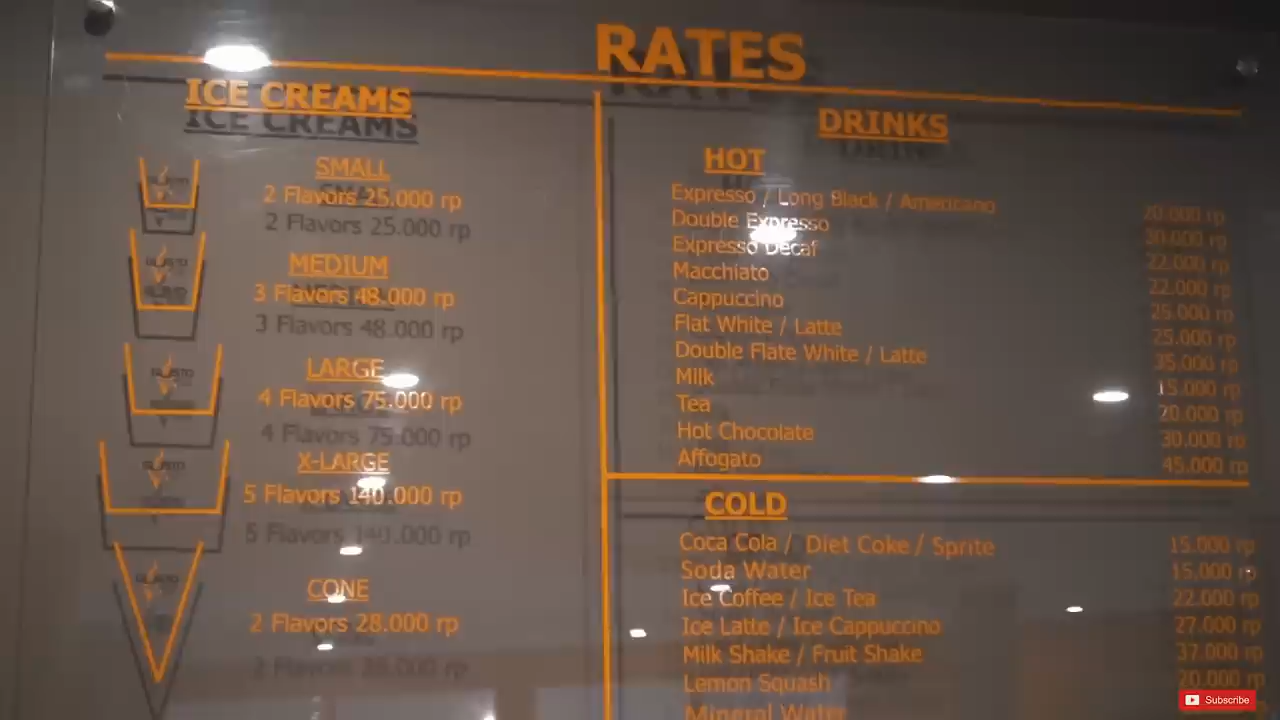 RATES
ICE CREAMS
SMALL
2 Flavors 25.000 rp
MEDIUM
3 Flavors 48.000 rp
LARGE
4 Flavors 75.000 rp
X-LARGE
5 Flavors 140.000 rp
CONE
2 Flavors 28.000 rp
DRINKS
HOT
Expresso / Long Black / Americano 20.000 rp
Double Expresso 30.000 rp
Expresso Decaf 22.000 rp
Macchiato 22.000 rp
Cappuccino 25.000 rp
Flat White / Latte 25.000 rp
Double Flate White / Latte 35.000 rp
Milk 15.000 rp
Tea 20.000 rp
Hot Chocolate 30.000 rp
Affogato 45.000 rp
COLD
Coca Cola / Diet Coke / Sprite 15.000 rp
Soda Water 15.000 rp
Ice Coffee / Ice Tea 22.000 rp
Ice Latte / Ice Cappuccino 27.000 rp
Milk Shake / Fruit Shake 37.000 rp
Lemon Squash 20.000 rp
Mineral Water
Subscribe